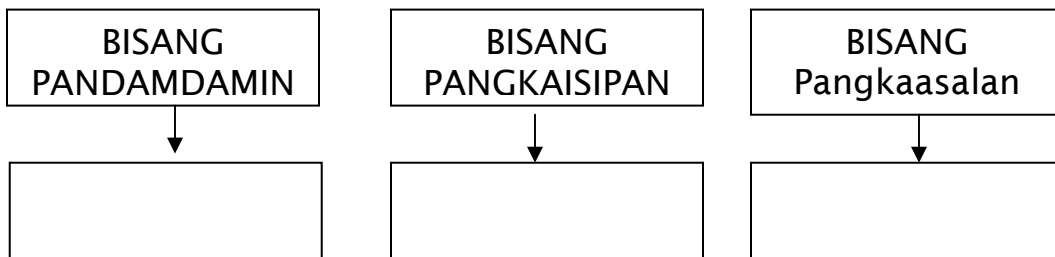 BISANG
PANDAMDAMIN
BISANG
PANGKAISIPAN
BISANG
Pangkaasalan